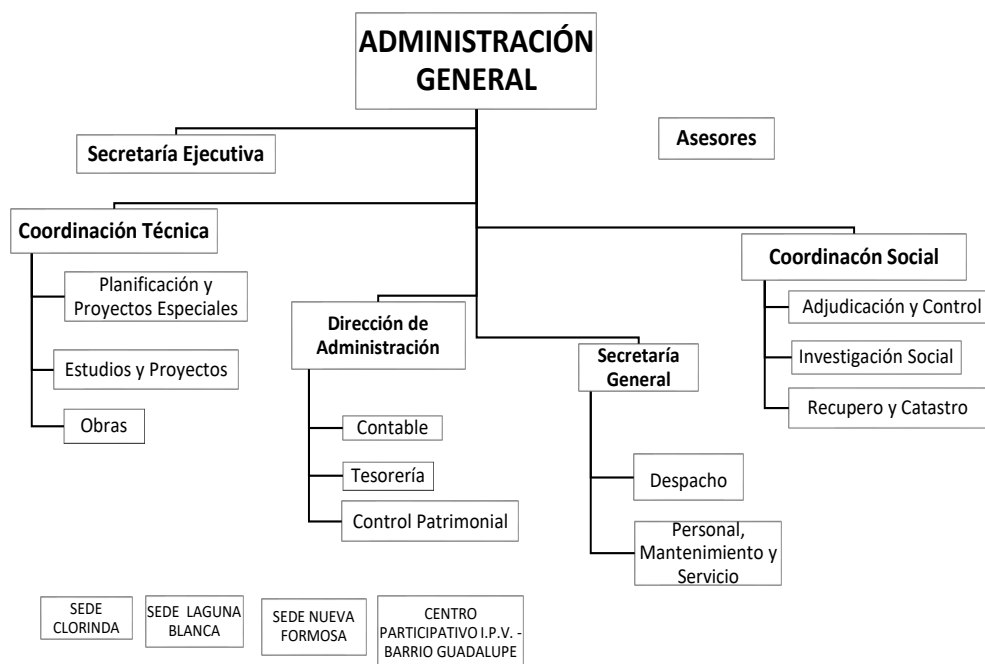 ADMINISTRACIÓN
GENERAL
Secretaría Ejecutiva
Asesores
Coordinación Técnica
Planificación y
Proyectos Especiales
Estudios y Proyectos
Obras
Dirección de
Administración
Contable
Tesorería
Control Patrimonial
Secretaría
General
Despacho
Personal,
Mantenimiento y
Servicio
Coordinacón Social
Adjudicación y Control
Investigación Social
Recupero y Catastro
SEDE
CLORINDA
SEDE LAGUNA
BLANCA
SEDE NUEVA
FORMOSA
CENTRO
PARTICIPATIVO I.P.V. -
BARRIO GUADALUPE